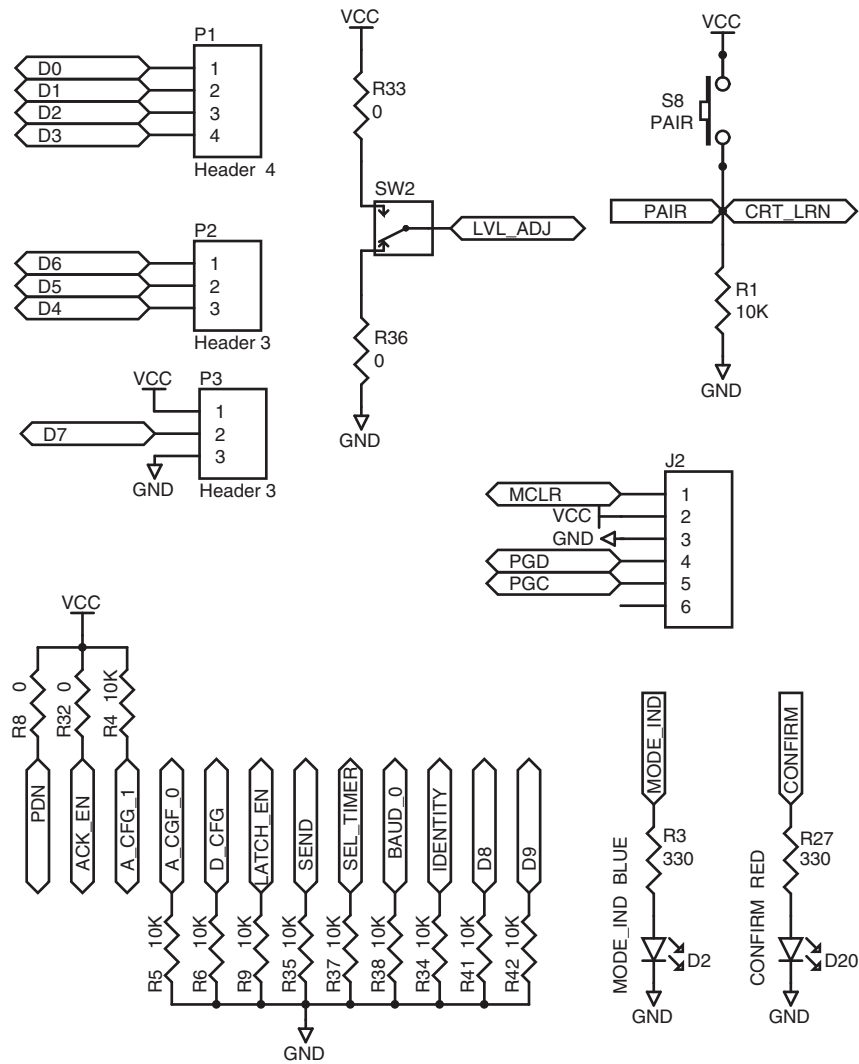 P1
D0
D1
D2
D3
1
2
3
4
Header 4
P2
D6
D5
D4
1
2
3
Header 3
VCC
P3
D7
1
2
3
GND
Header 3
VCC
R33
0
SW2
LVL_ADJ
R36
0
GND
VCC
S8
PAIR
PAIR
CRT_LRN
R1
10K
GND
J2
MCLR
VCC
GND
PGD
PGC
1
2
3
4
5
6
VCC
R8 0
R32 0
R4 10K
PDN
ACK_EN
A_CFG_1
A_CGF_0
D_CFG
LATCH_EN
SEND
SEL_TIMER
BAUD_0
IDENTITY
D8
D9
R5 10K
R6 10K
R9 10K
R35 10K
R37 10K
R38 10K
R34 10K
R41 10K
R42 10K
GND
MODE_IND
R3
330
MODE_IND BLUE
D2
GND
CONFIRM
R27
330
CONFIRM RED
D20
GND